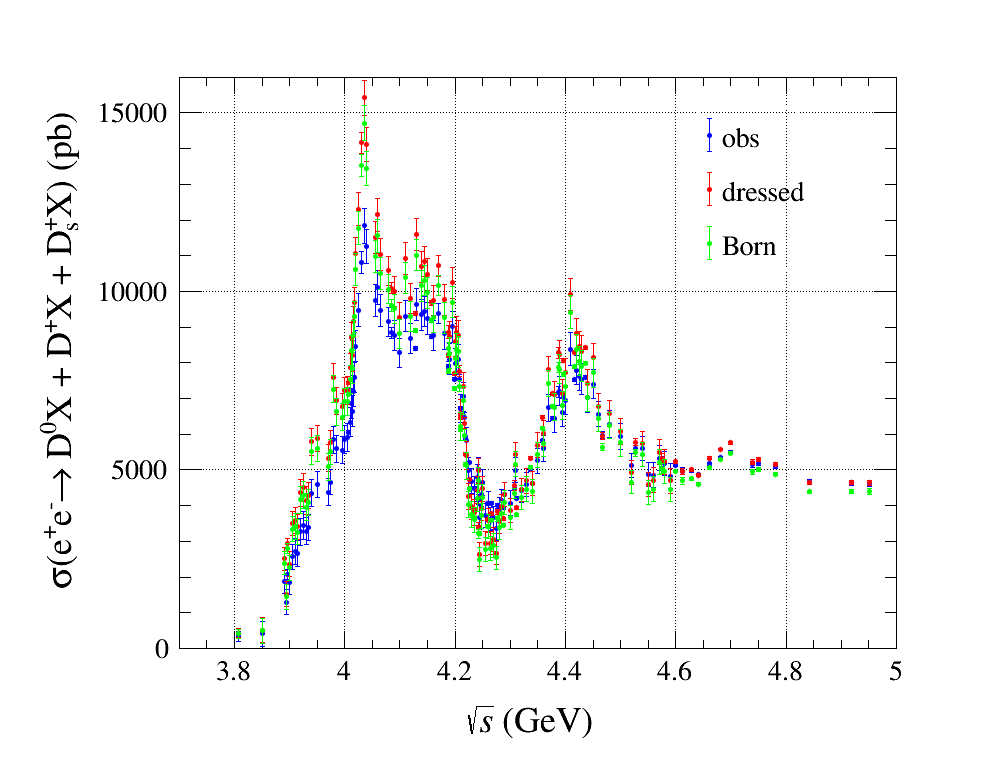 σ(e⁺e⁻ → D⁰X + D⁺X + Dₛ⁺X) (pb)
15000
10000
5000
0
obs
dressed
Born
3.8 4 4.2 4.4 4.6 4.8 5
√s (GeV)